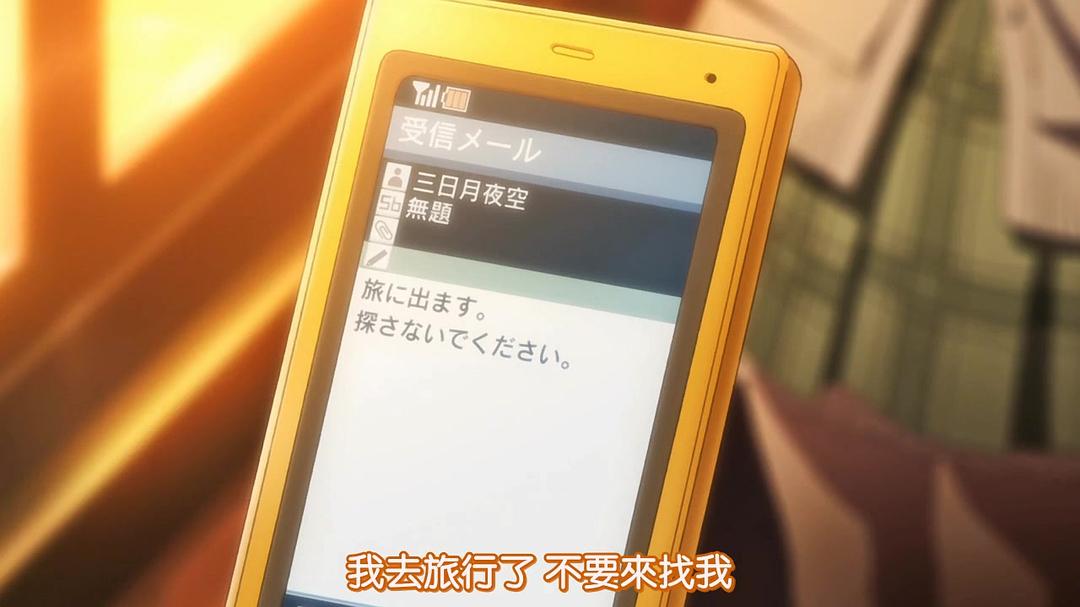 受信メール
三日月夜空
Sb 無題
旅に出ます。
探さないでください。
我去旅行了 不要來找我